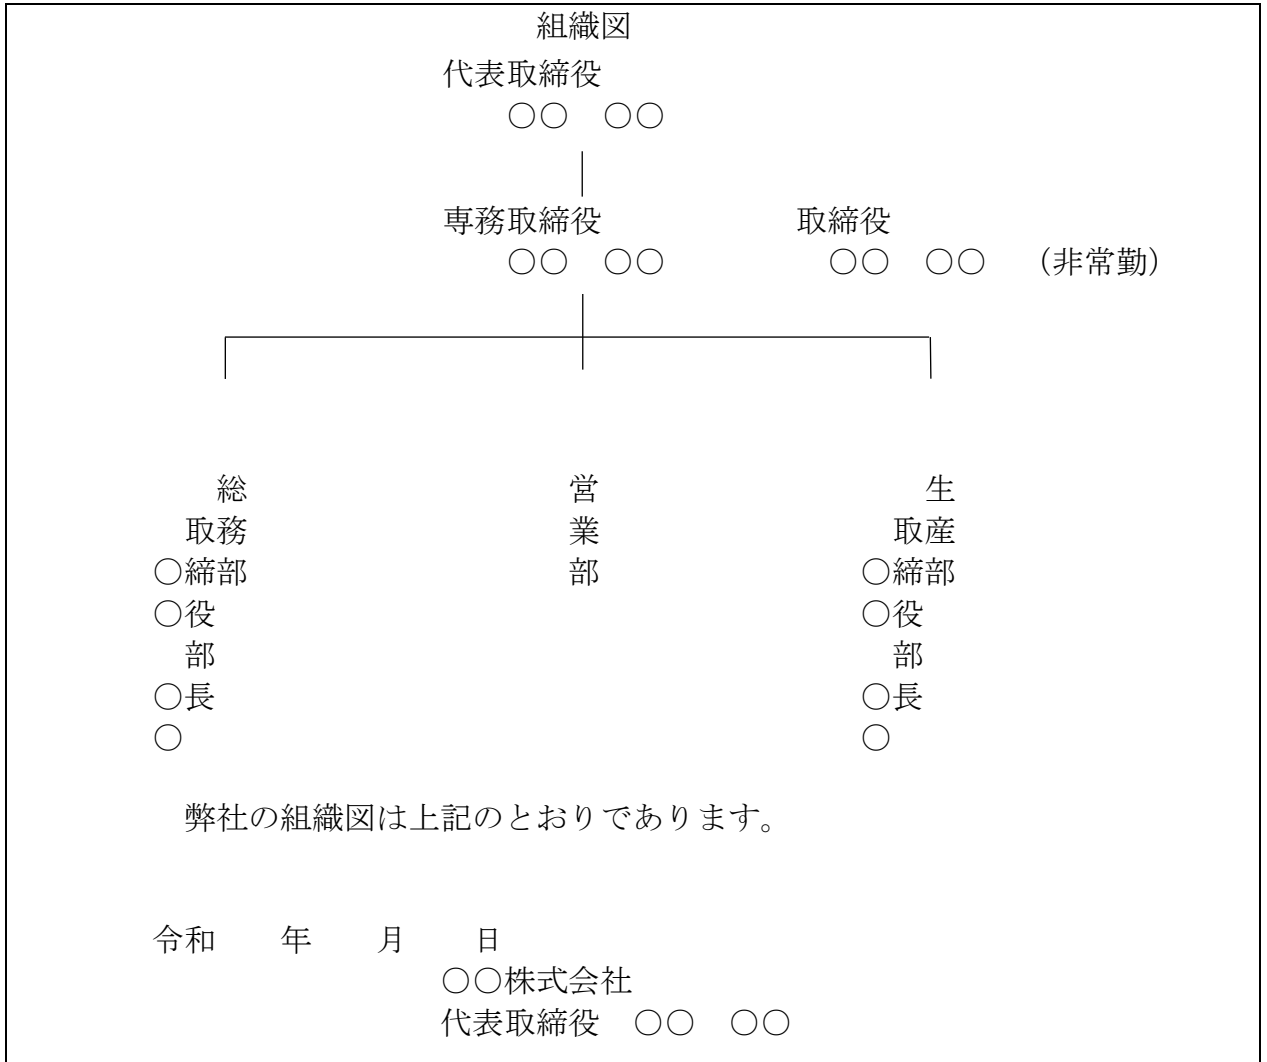 組織図
代表取締役
○○　○○
専務取締役　　　　　　取締役
○○　○○　　　　　○○　○○　（非常勤）
総務部
取締役部長
○○　○○
営業部
生産部
取締役部長
○○　○○
弊社の組織図は上記のとおりであります。
令和　　年　　月　　日
○○株式会社
代表取締役　○○　○○